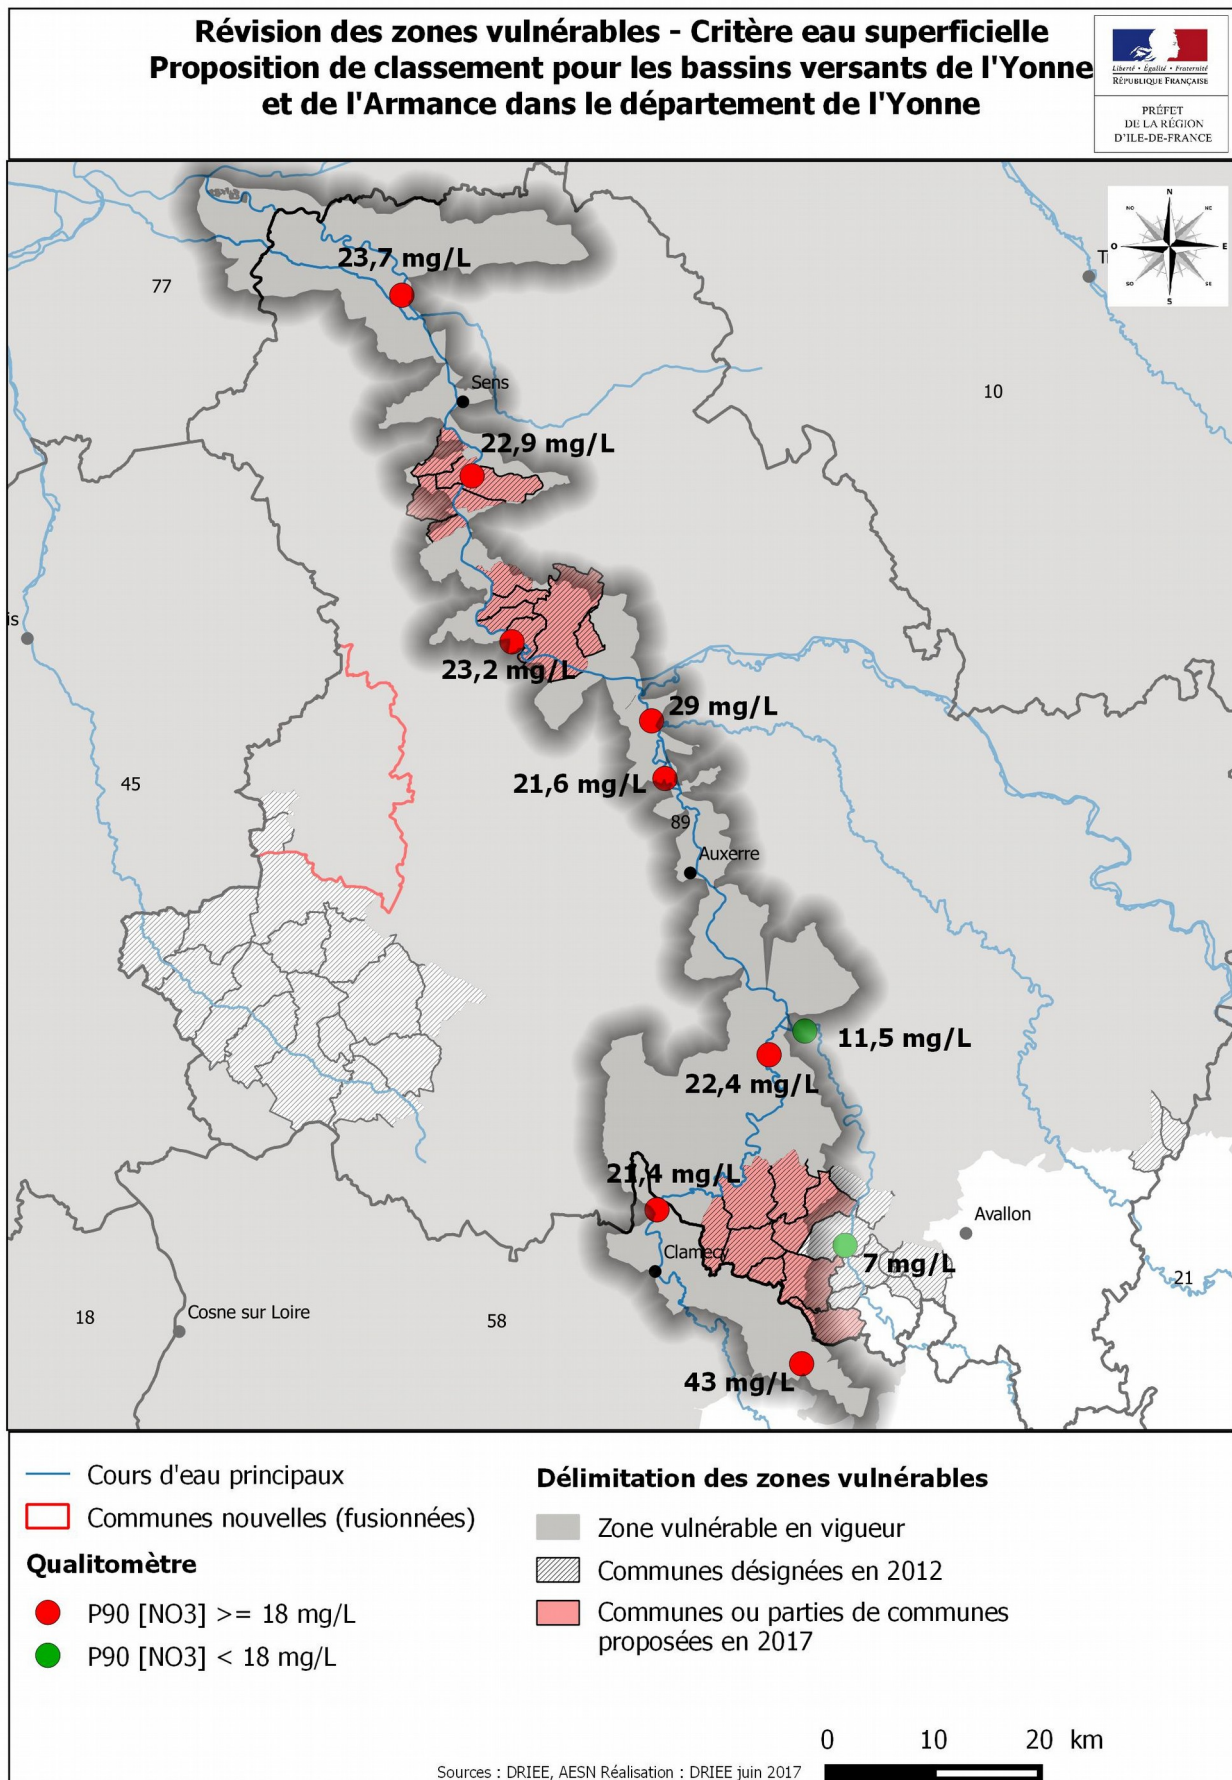 Révision des zones vulnérables - Critère eau superficielle
Proposition de classement pour les bassins versants de l'Yonne
et de l'Armance dans le département de l'Yonne
Liberté • Égalité • Fraternité
RÉPUBLIQUE FRANÇAISE
PRÉFET
DE LA RÉGION
D'ILE-DE-FRANCE
N
NO
NE
O
E
SO
SE
S
23,7 mg/L
77
T
Sens
10
22,9 mg/L
is
23,2 mg/L
29 mg/L
45
21,6 mg/L
89
Auxerre
11,5 mg/L
22,4 mg/L
21,4 mg/L
Avallon
Clamecy
7 mg/L
21
18
Cosne sur Loire
58
43 mg/L
Cours d'eau principaux
Communes nouvelles (fusionnées)
Qualitomètre
P90 [NO3] >= 18 mg/L
P90 [NO3] < 18 mg/L
Délimitation des zones vulnérables
Zone vulnérable en vigueur
Communes désignées en 2012
Communes ou parties de communes
proposées en 2017
0 10 20 km
Sources : DRIEE, AESN Réalisation : DRIEE juin 2017